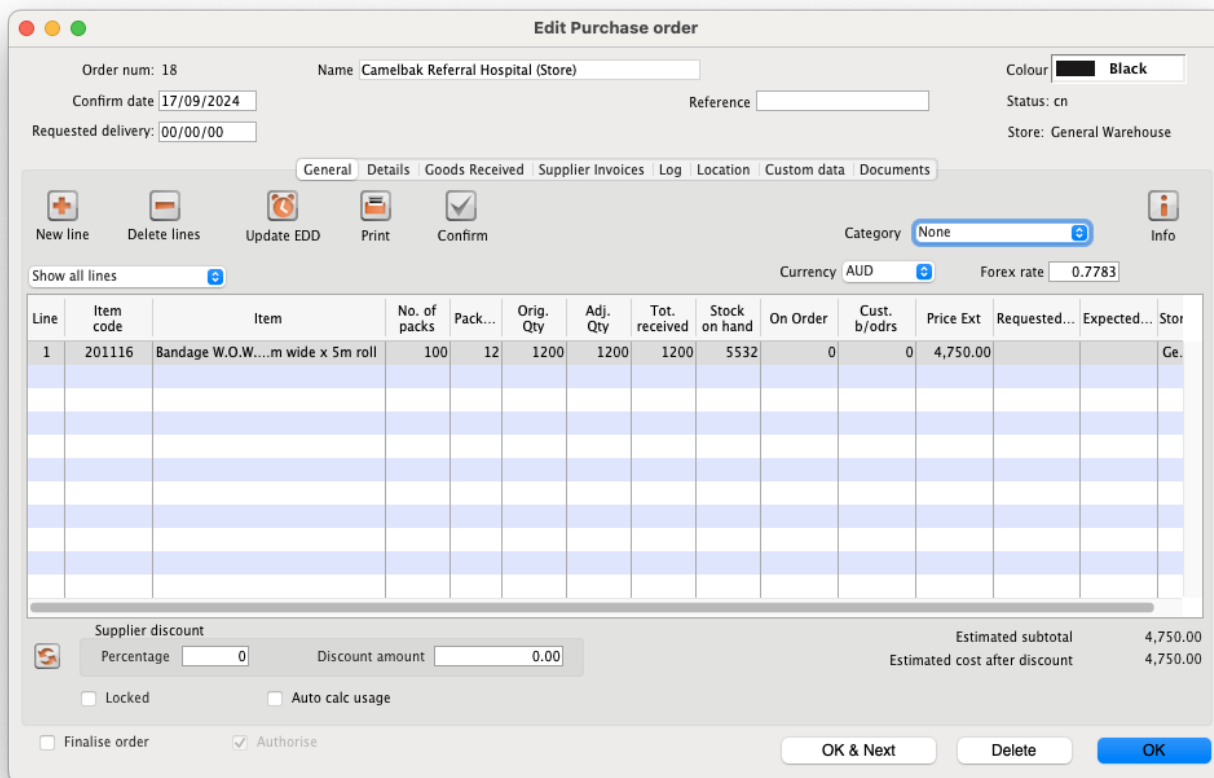 Edit Purchase order
Order num: 18
Name Camelbak Referral Hospital (Store)
Colour Black
Confirm date 17/09/2024
Reference
Status: cn
Requested delivery: 00/00/00
Store: General Warehouse
General Details Goods Received Supplier Invoices Log Location Custom data Documents
New line Delete lines Update EDD Print Confirm
Category None
Info
Show all lines
Currency AUD
Forex rate 0.7783
Line Item code Item No. of packs Pack... Orig. Qty Adj. Qty Tot. received Stock on hand On Order Cust. b/odrs Price Ext Requested... Expected... Stor
1 201116 Bandage W.O.W....m wide x 5m roll 100 12 1200 1200 1200 5532 0 0 4,750.00 Ge.
Supplier discount
Percentage 0 Discount amount 0.00
Estimated subtotal 4,750.00
Estimated cost after discount 4,750.00
Locked Auto calc usage
Finalise order Authorise
OK & Next Delete OK